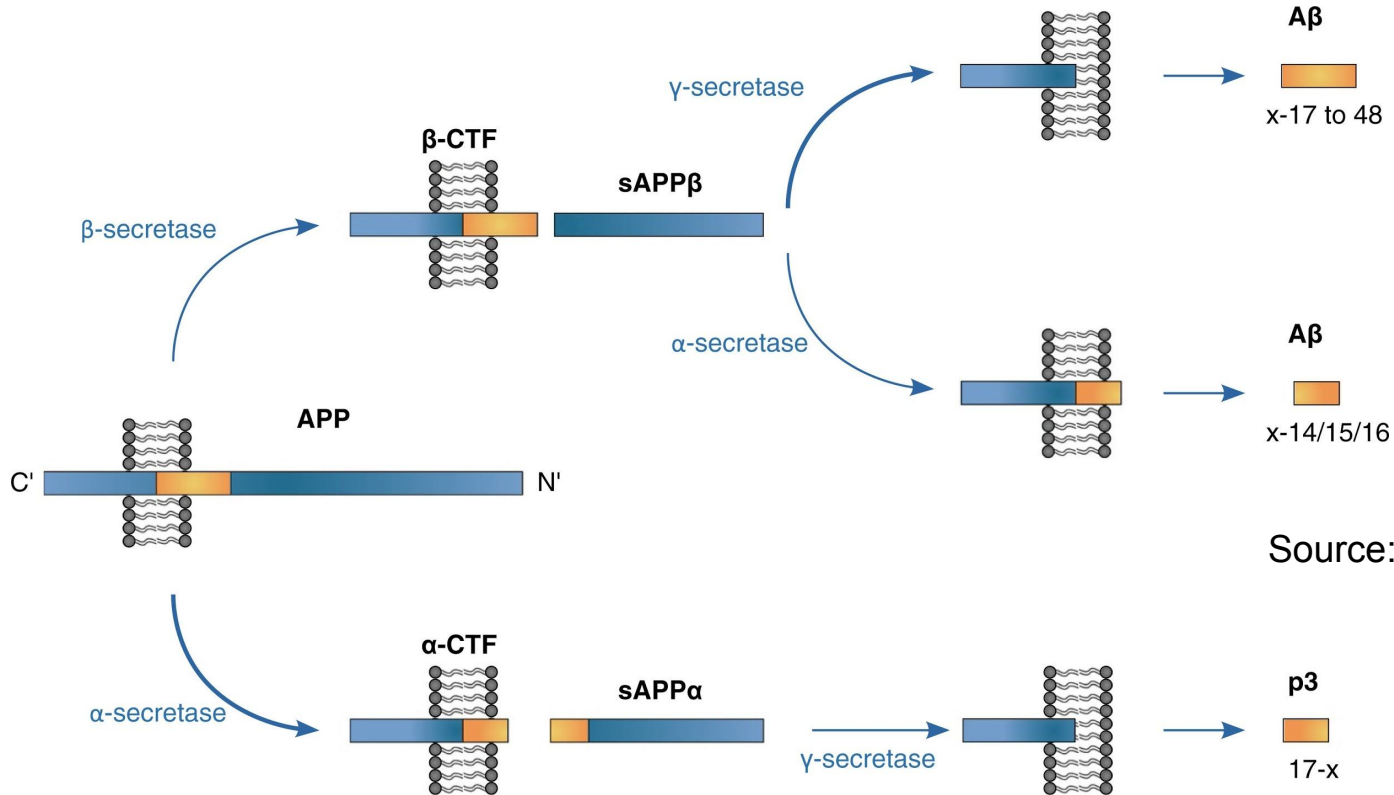 Aβ
γ-secretase
x-17 to 48
β-CTF
sAPPβ
β-secretase
α-secretase
Aβ
x-14/15/16
APP
C'
N'
Source:
α-CTF
sAPPα
α-secretase
γ-secretase
p3
17-x